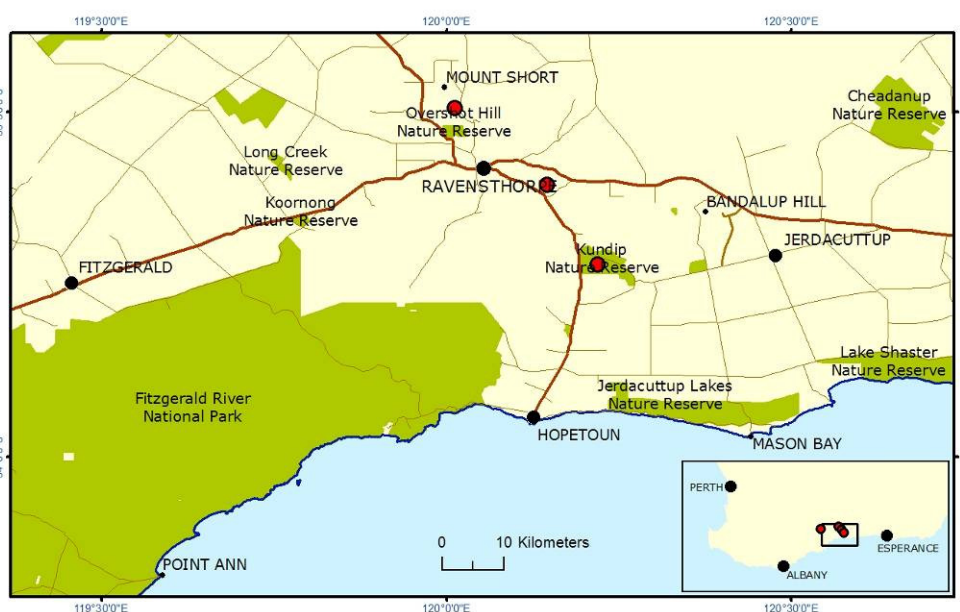 119°30'0"E
120°0'0"E
120°30'0"E
MOUNT SHORT
Overshot Hill
Nature Reserve
Cheadanup
Nature Reserve
Long Creek
Nature Reserve
RAVENSTHORPE
Koornong
Nature Reserve
BANDALUP HILL
JERDACUTTUP
Kundip
Nature Reserve
FITZGERALD
Lake Shaster
Nature Reserve
Fitzgerald River
National Park
Jerdacuttup Lakes
Nature Reserve
HOPETOUN
MASON BAY
0 10 Kilometers
POINT ANN
PERTH
ESPERANCE
ALBANY
119°30'0"E
120°0'0"E
120°30'0"E